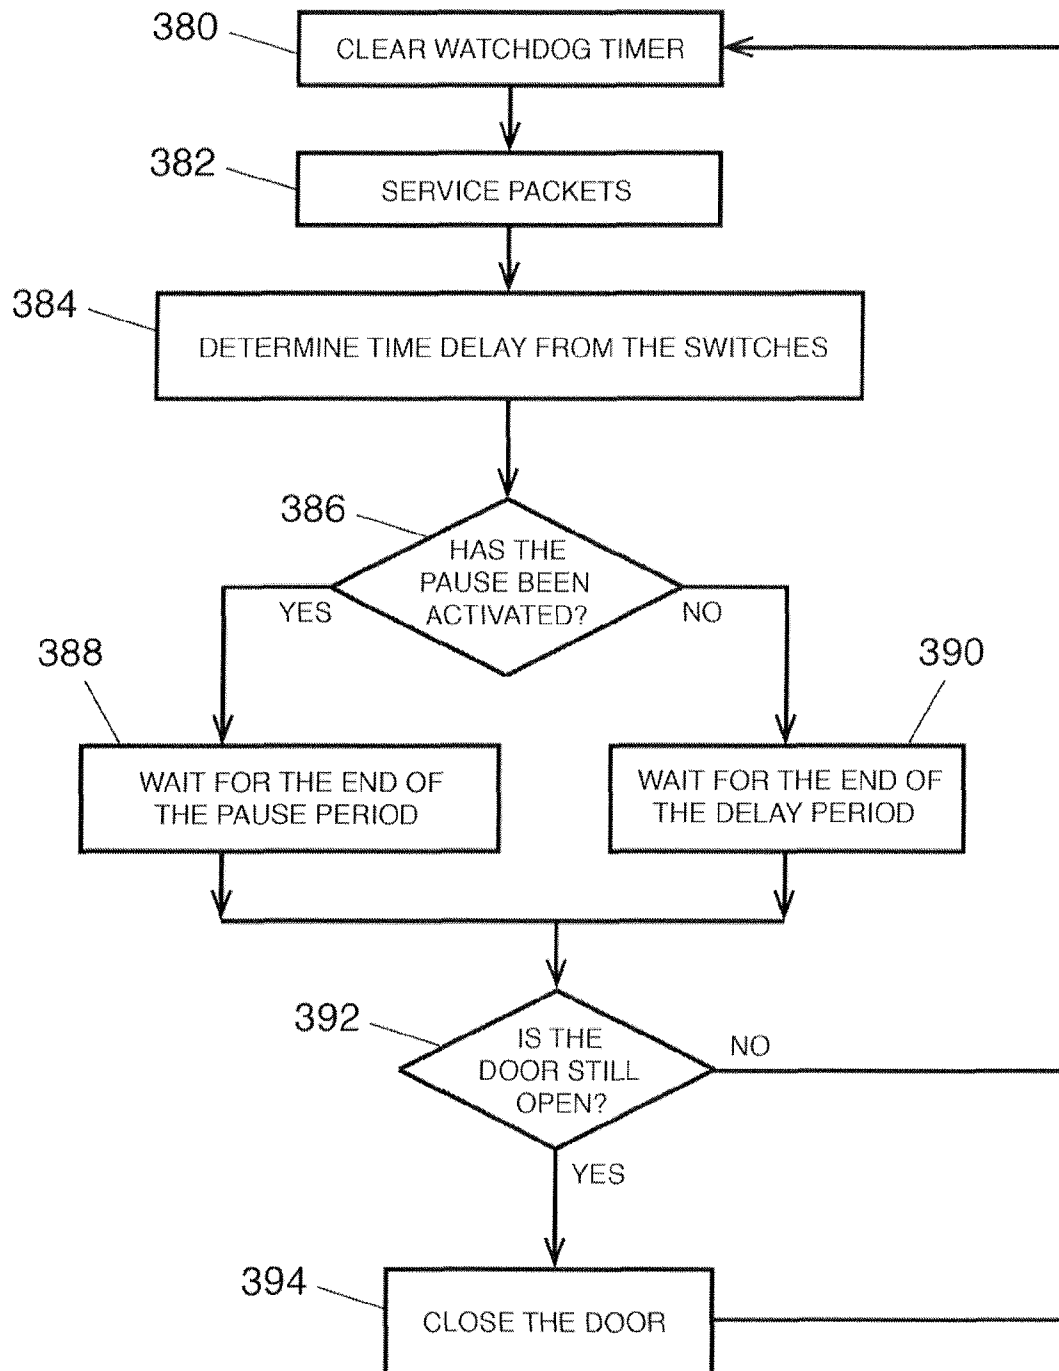 380
CLEAR WATCHDOG TIMER
382
SERVICE PACKETS
384
DETERMINE TIME DELAY FROM THE SWITCHES
386
HAS THE
PAUSE BEEN
ACTIVATED?
YES
NO
388
390
WAIT FOR THE END OF
THE PAUSE PERIOD
WAIT FOR THE END OF
THE DELAY PERIOD
392
IS THE
DOOR STILL
OPEN?
NO
YES
394
CLOSE THE DOOR